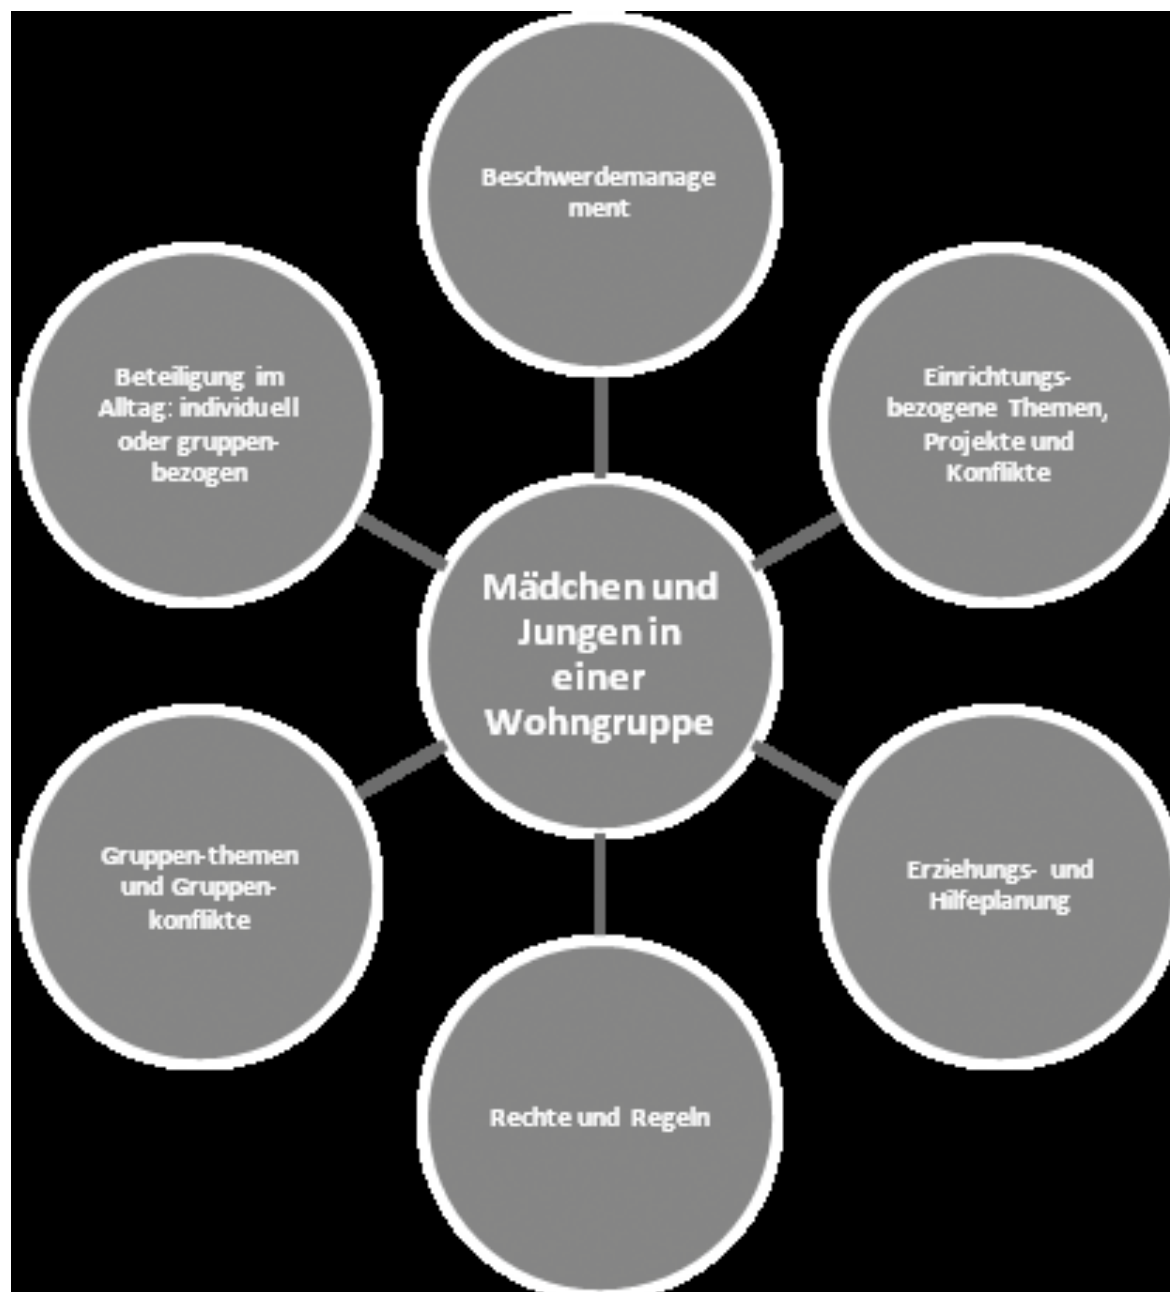 Beschwerdemanage
ment
Beteiligung im
Alltag: individuell
oder gruppen-
bezogen
Einrichtungs-
bezogene Themen,
Projekte und
Konflikte
Mädchen und
Jungen in
einer
Wohngruppe
Gruppen-themen
und Gruppen-
konflikte
Erziehungs- und
Hilfeplanung
Rechte und Regeln